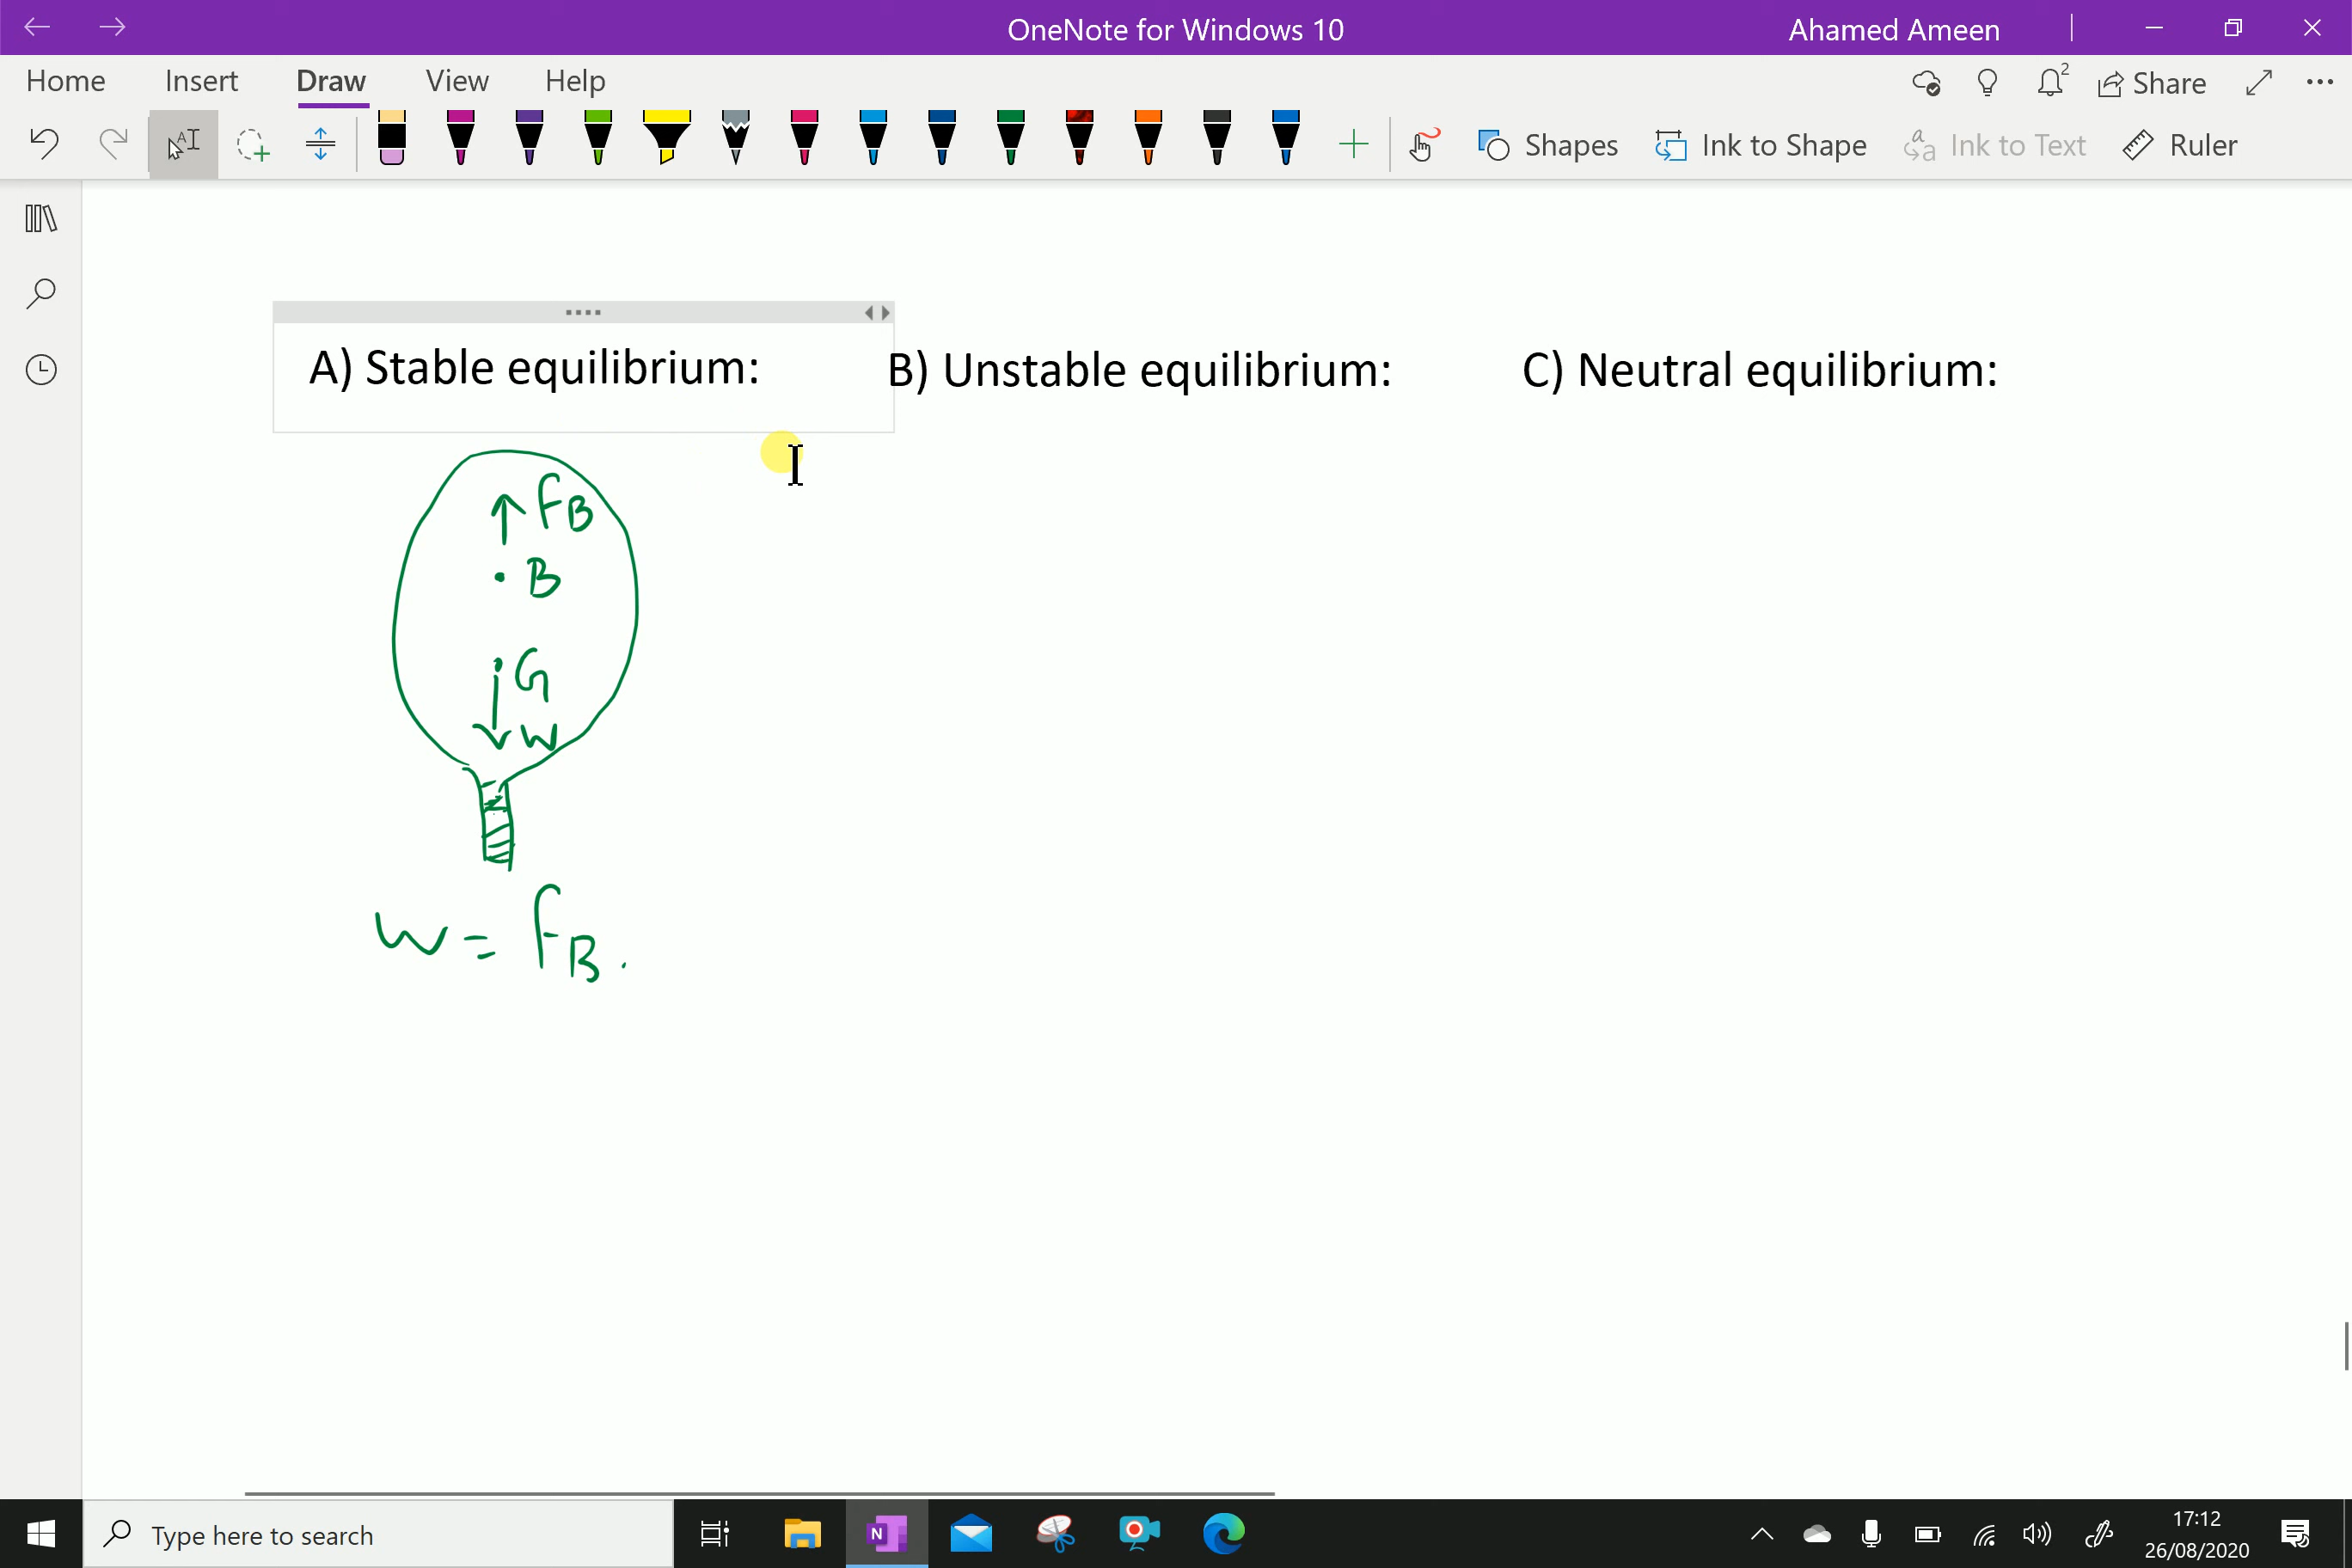 OneNote for Windows 10
Ahamed Ameen
Home Insert Draw View Help
2
Share
Shapes
Ink to Shape
Ink to Text
Ruler
A) Stable equilibrium:
B) Unstable equilibrium:
C) Neutral equilibrium:
FB
B
G
W
W = FB.
Type here to search
17:12
26/08/2020